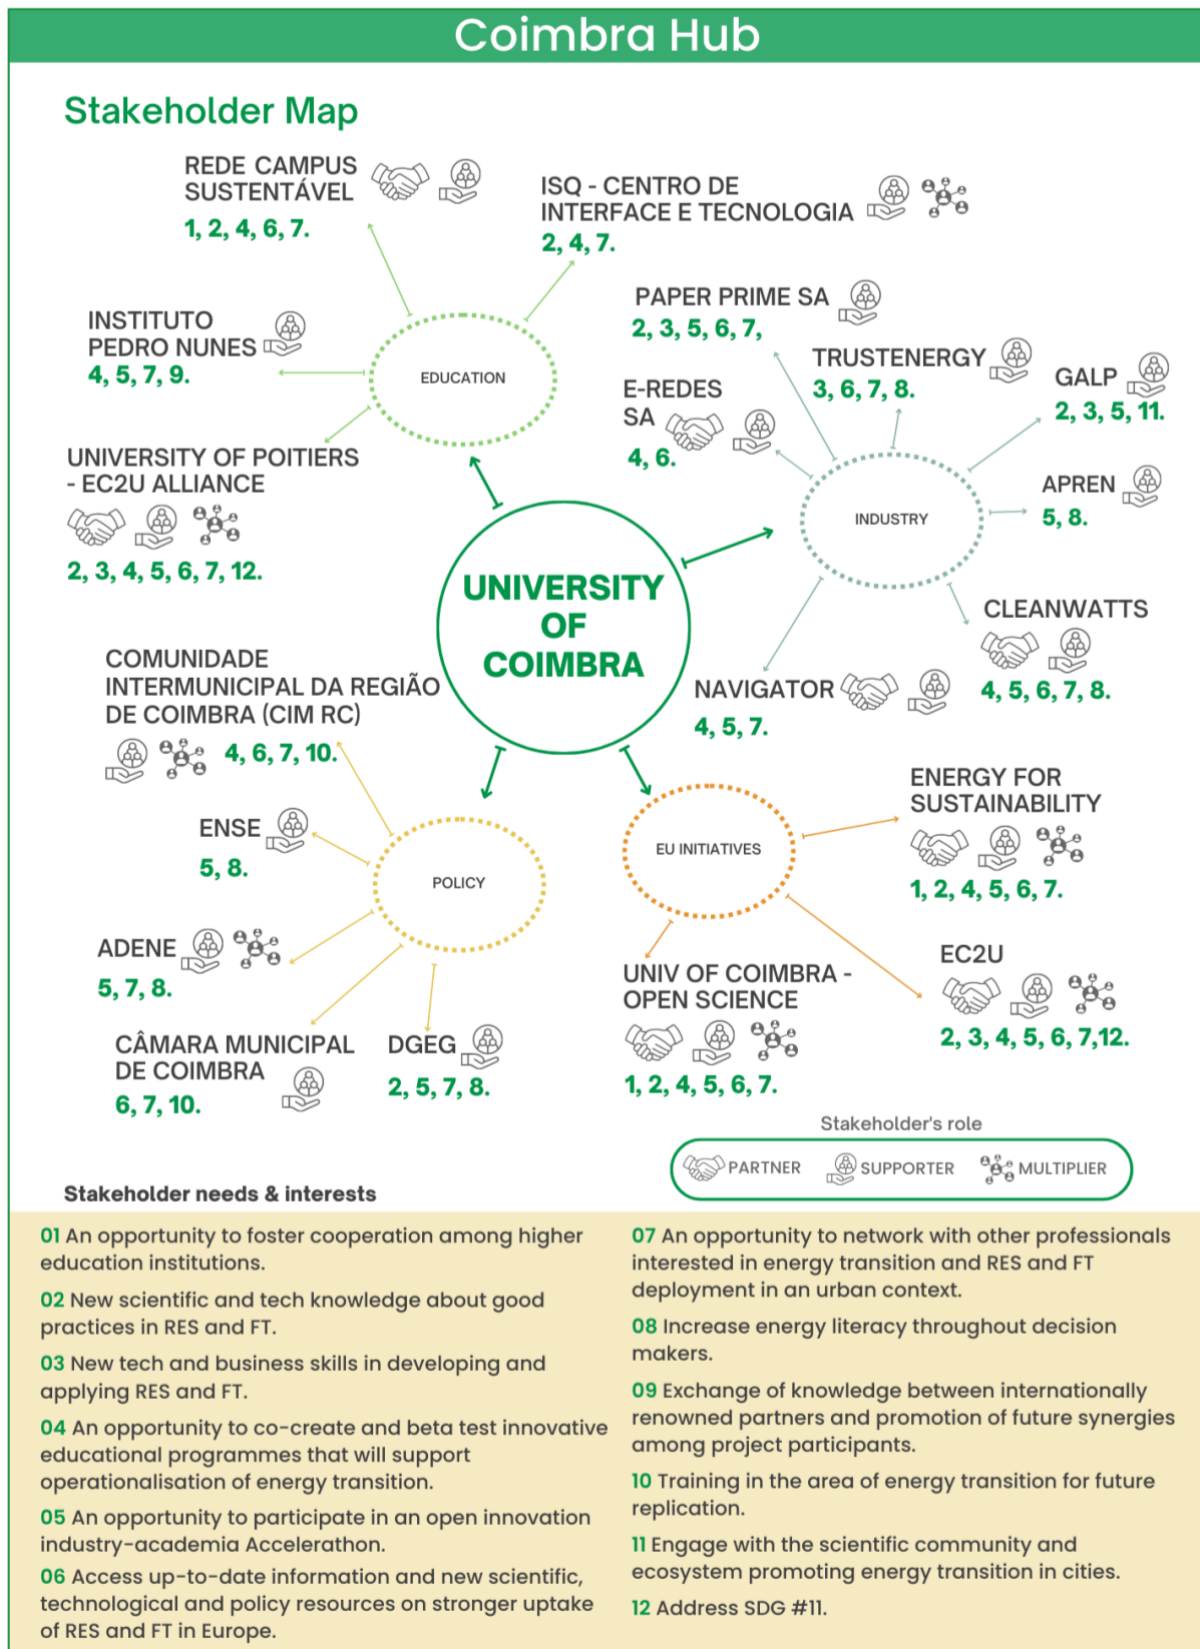 Coimbra Hub
Stakeholder Map
REDE CAMPUS
SUSTENTÁVEL
1, 2, 4, 6, 7.
ISQ - CENTRO DE
INTERFACE E TECNOLOGIA
2, 4, 7.
INSTITUTO
PEDRO NUNES
4, 5, 7, 9.
EDUCATION
UNIVERSITY OF POITIERS
- EC2U ALLIANCE
2, 3, 4, 5, 6, 7, 12.
PAPER PRIME SA
2, 3, 5, 6, 7,
TRUSTENERGY
3, 6, 7, 8.
GALP
2, 3, 5, 11.
E-REDES
SA
4, 6.
APREN
5, 8.
INDUSTRY
CLEANWATTS
4, 5, 6, 7, 8.
NAVIGATOR
4, 5, 7.
UNIVERSITY
OF
COIMBRA
COMUNIDADE
INTERMUNICIPAL DA REGIÃO
DE COIMBRA (CIM RC)
4, 6, 7, 10.
ENSE
5, 8.
POLICY
ADENE
5, 7, 8.
CÂMARA MUNICIPAL
DE COIMBRA
6, 7, 10.
DGEG
2, 5, 7, 8.
EU INITIATIVES
ENERGY FOR
SUSTAINABILITY
1, 2, 4, 5, 6, 7.
UNIV OF COIMBRA -
OPEN SCIENCE
1, 2, 4, 5, 6, 7.
EC2U
2, 3, 4, 5, 6, 7,12.
Stakeholder's role
PARTNER
SUPPORTER
MULTIPLIER
Stakeholder needs & interests
01 An opportunity to foster cooperation among higher
education institutions.
02 New scientific and tech knowledge about good
practices in RES and FT.
03 New tech and business skills in developing and
applying RES and FT.
04 An opportunity to co-create and beta test innovative
educational programmes that will support
operationalisation of energy transition.
05 An opportunity to participate in an open innovation
industry-academia Accelerathon.
06 Access up-to-date information and new scientific,
technological and policy resources on stronger uptake
of RES and FT in Europe.
07 An opportunity to network with other professionals
interested in energy transition and RES and FT
deployment in an urban context.
08 Increase energy literacy throughout decision
makers.
09 Exchange of knowledge between internationally
renowned partners and promotion of future synergies
among project participants.
10 Training in the area of energy transition for future
replication.
11 Engage with the scientific community and
ecosystem promoting energy transition in cities.
12 Address SDG #11.